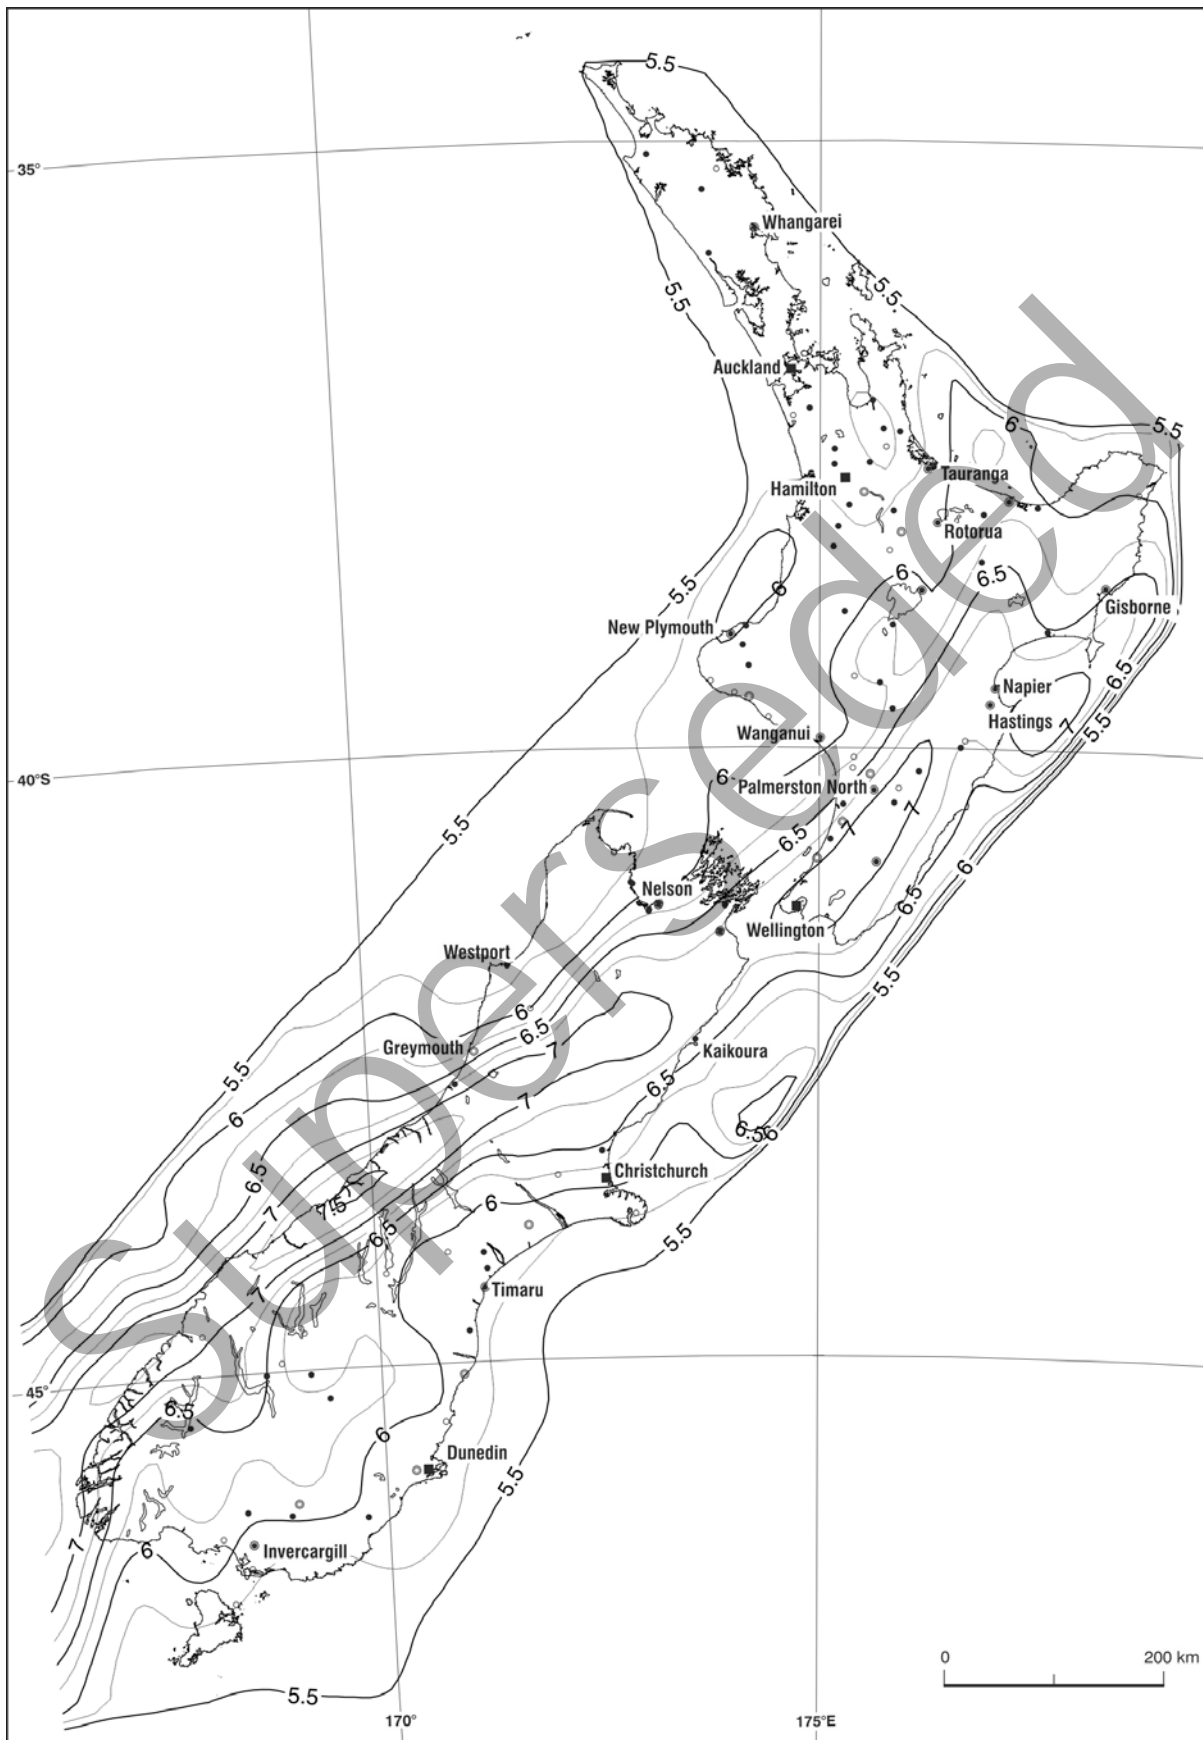 5.5
35°
Whangarei
5.5
5.5
Auckland
6
5.5
Tauranga
Hamilton
Rotorua
6
6.5
5.5
6
Gisborne
New Plymouth
6.5
Napier
Hastings
7
5.5
Wanganui
40°S
6
Palmerston North
7
7
6.5
5.5
6
Nelson
6.5
Wellington
Westport
5.5
6
6.5
Greymouth
7
Kaikoura
5.5
6.5
7
6
6.5
6
Christchurch
6.5
6
7.5
7
6.5
5.5
Timaru
45°
6.5
6
Dunedin
5.5
7
6
Invercargill
0
200 km
5.5
170°
175°E
Superseded